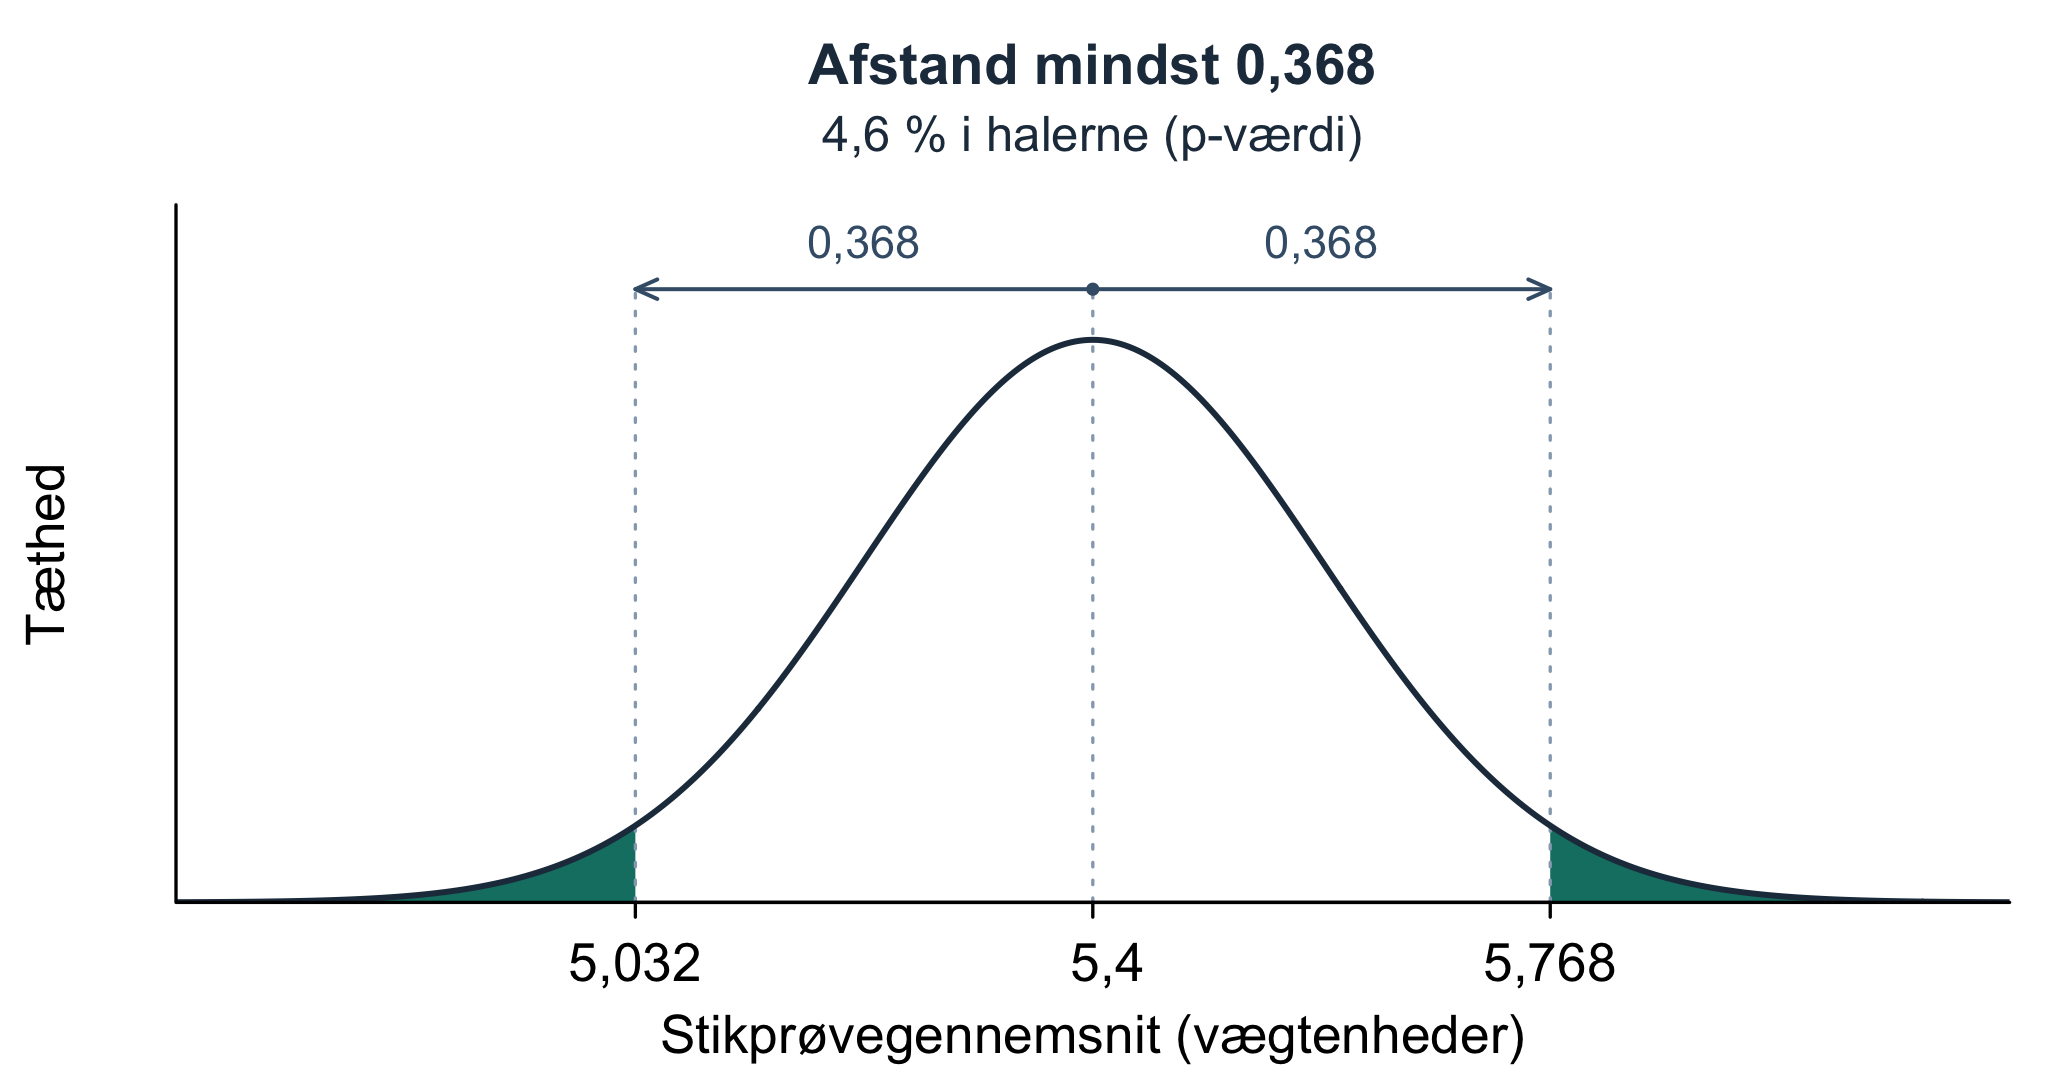 Afstand mindst 0,368
4,6 % i halerne (p-værdi)
0,368
0,368
Tæthed
5,032
5,4
5,768
Stikprøvegennemsnit (vægtenheder)